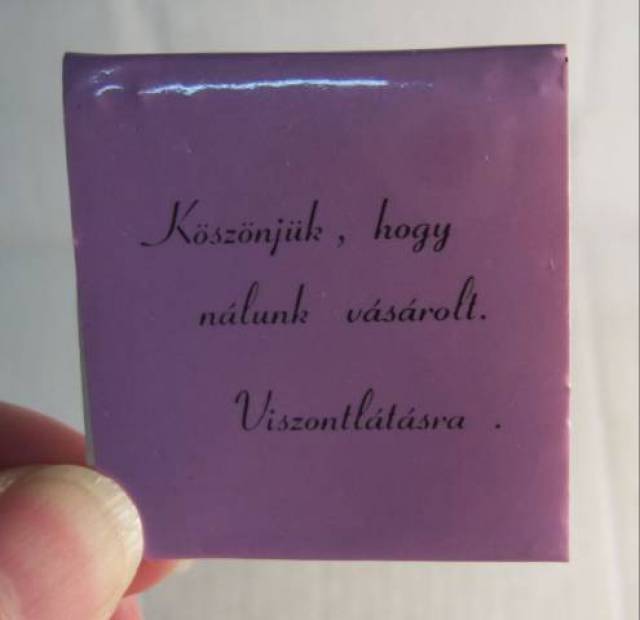 Köszönjük , hogy
nálunk vásárolt.
Viszontlátásra .